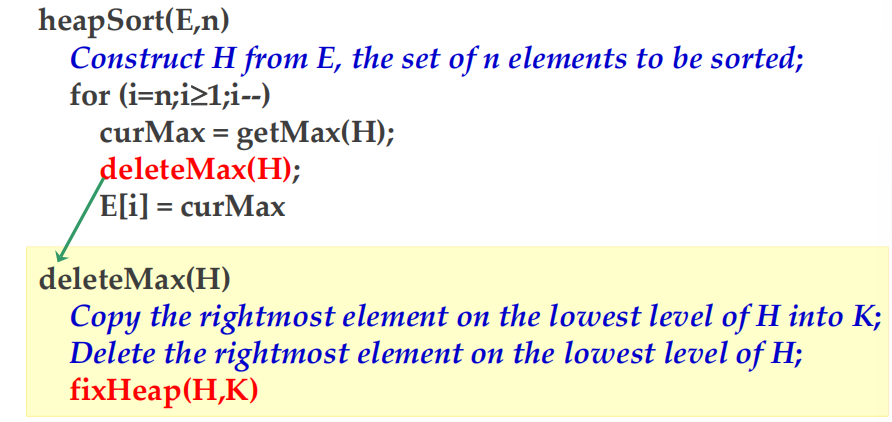 heapSort(E,n)
Construct H from E, the set of n elements to be sorted;
for (i=n;i≥1;i--)
curMax = getMax(H);
deleteMax(H);
E[i] = curMax
deleteMax(H)
Copy the rightmost element on the lowest level of H into K;
Delete the rightmost element on the lowest level of H;
fixHeap(H,K)